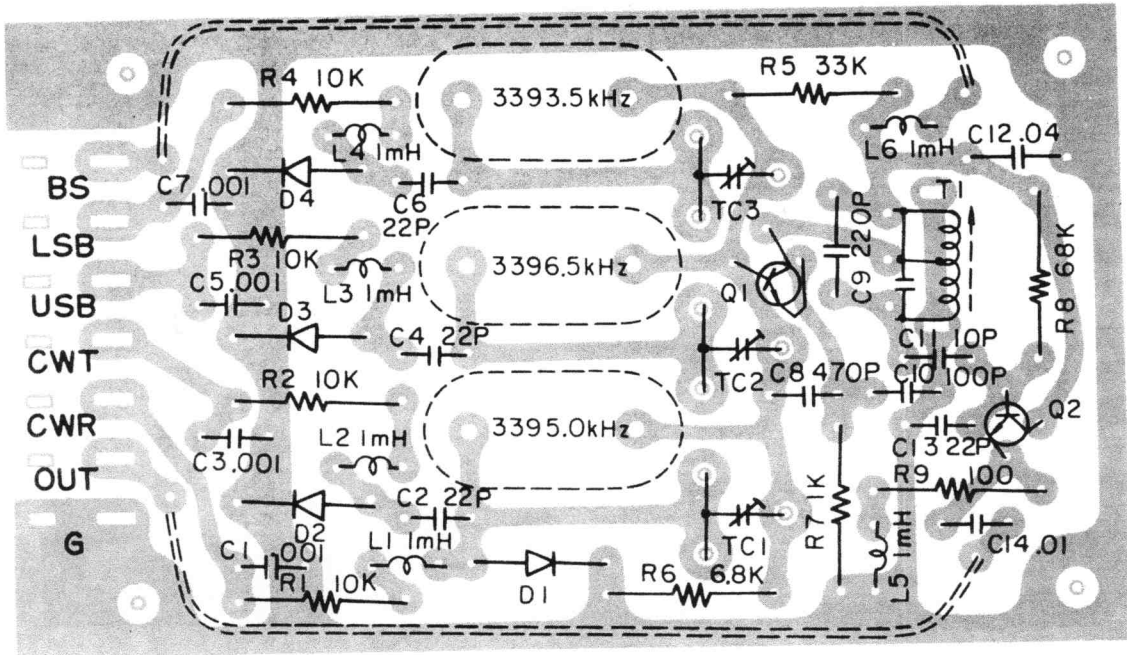 R4 10K
3393.5kHz
R5 33K
L4 1mH
L6 1mH
C12 .04
BS
C7 .001
D4
C6
22P
TC3
T1
LSB
R3 10K
3396.5kHz
C9 220P
R8 68K
C5 .001
L3 1mH
Q1
USB
D3
C4 22P
C11 10P
CWT
R2 10K
TC2
C8 470P
C10 100P
Q2
CWR
L2 1mH
3395.0kHz
C3 .001
C13 22P
OUT
C2 22P
R9 100
R7 1K
G
D2
L1 1mH
TC1
L5 1mH
C14 .01
C1 .001
R1 10K
D1
R6 6.8K